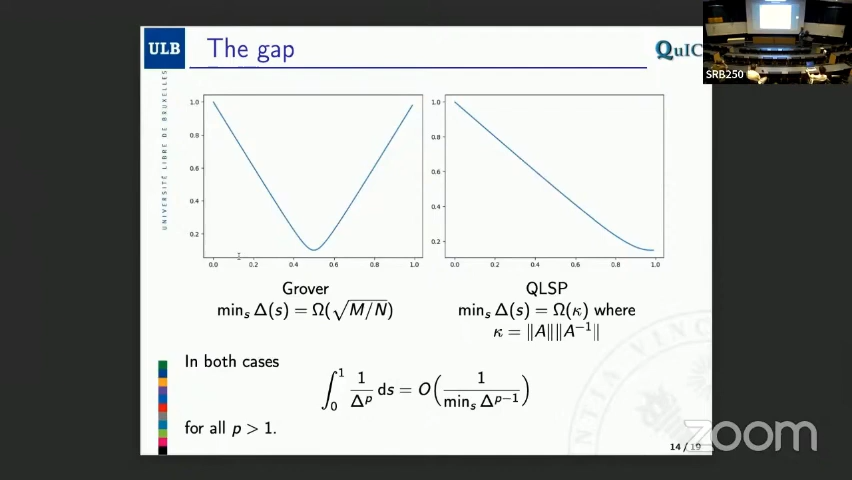 ULB
The gap
QuIC
SRB250
UNIVERSITÉ LIBRE DE BRUXELLES
1.0
0.8
0.6
0.4
0.2
0.0 0.2 0.4 0.6 0.8 1.0
1.0
0.8
0.6
0.4
0.2
0.0 0.2 0.4 0.6 0.8 1.0
Grover
min_s Δ(s) = Ω(√M/N)
QLSP
min_s Δ(s) = Ω(κ) where
κ = ‖A‖‖A⁻¹‖
In both cases
∫₀¹ 1/Δᵖ ds = O(1/min_s Δᵖ⁻¹)
for all p > 1.
14 / 19
zoom